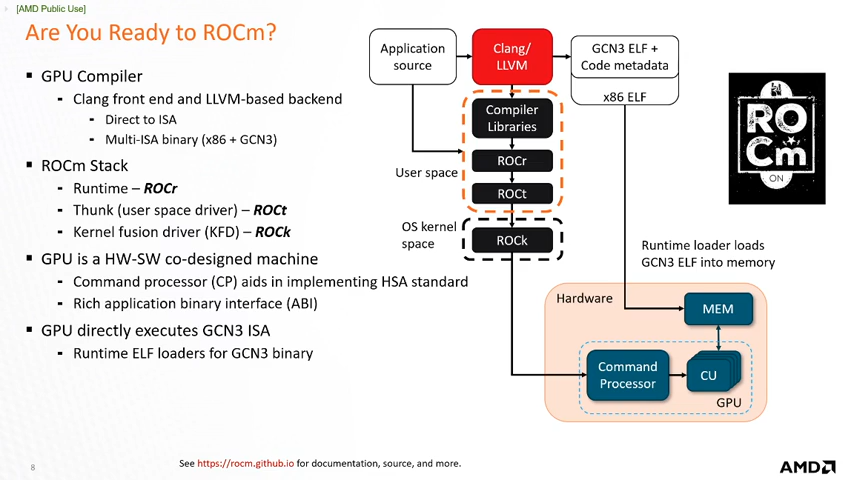 [AMD Public Use]
Are You Ready to ROCm?
▪ GPU Compiler
- Clang front end and LLVM-based backend
- Direct to ISA
- Multi-ISA binary (x86 + GCN3)
▪ ROCm Stack
- Runtime – ROCr
- Thunk (user space driver) – ROCt
- Kernel fusion driver (KFD) – ROCk
▪ GPU is a HW-SW co-designed machine
- Command processor (CP) aids in implementing HSA standard
- Rich application binary interface (ABI)
▪ GPU directly executes GCN3 ISA
- Runtime ELF loaders for GCN3 binary
Application
source
Clang/
LLVM
GCN3 ELF +
Code metadata
x86 ELF
Compiler
Libraries
ROCr
User space
ROCt
OS kernel
space
ROCk
Runtime loader loads
GCN3 ELF into memory
Hardware
MEM
Command
Processor
CU
GPU
RO
Cm
ON
8
See https://rocm.github.io for documentation, source, and more.
AMD